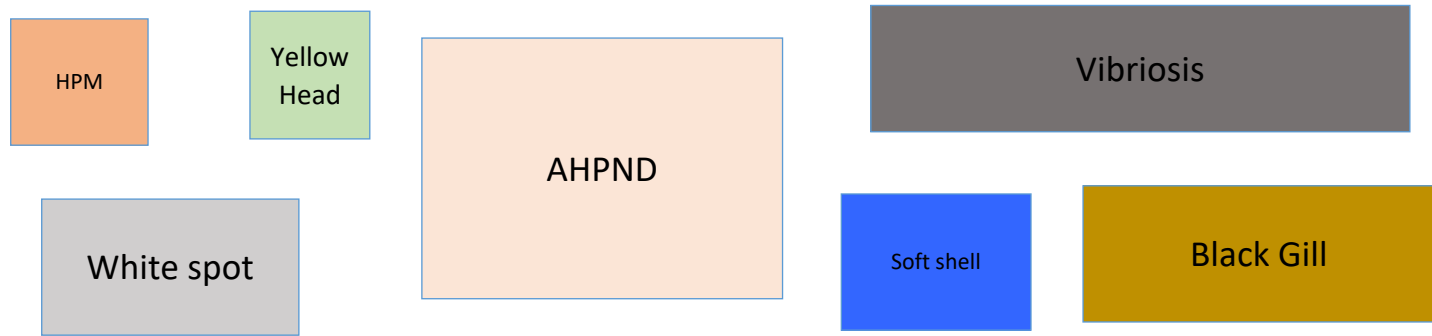 HPM
Yellow
Head
AHPND
Vibriosis
White spot
Soft shell
Black Gill